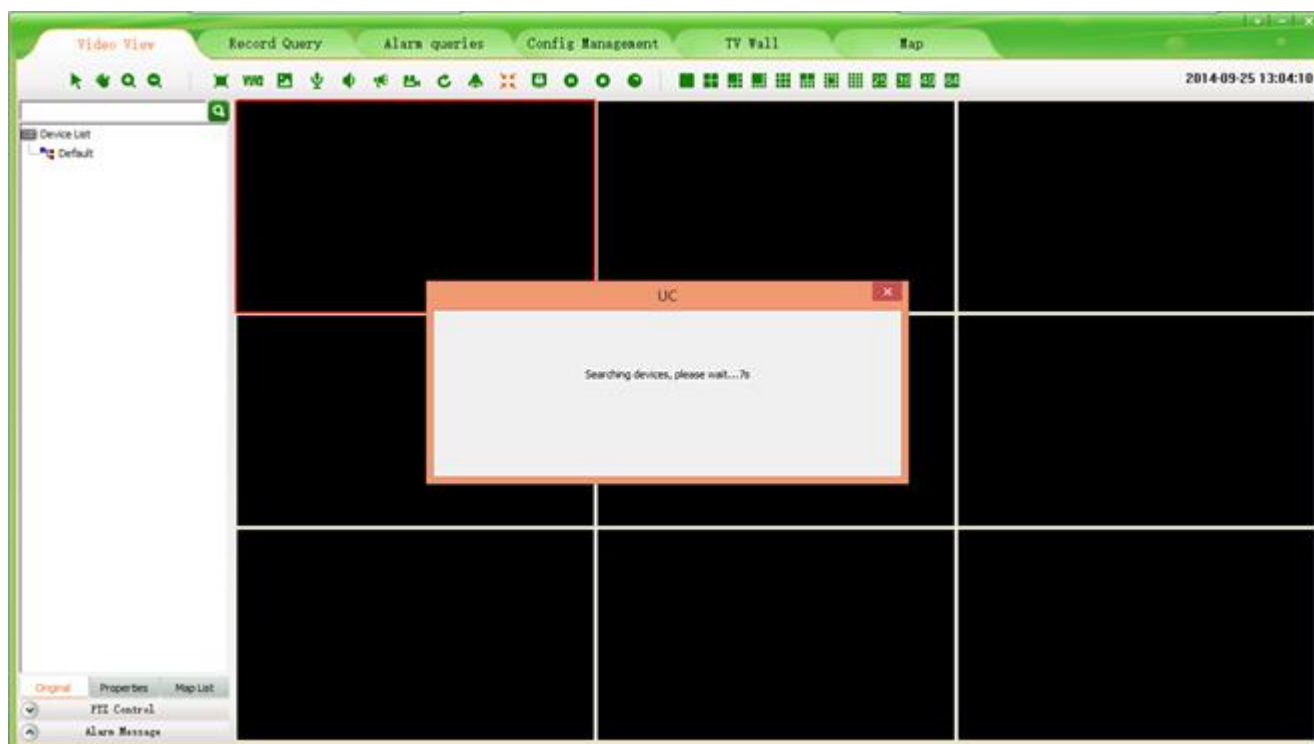 Video View
Record Query
Alarm queries
Config Management
TV Wall
Map
2014-09-25 13:04:10
Device List
Default
UC
Searching devices, please wait....7s
Original
Properties
Map List
PTZ Control
Alarm Message